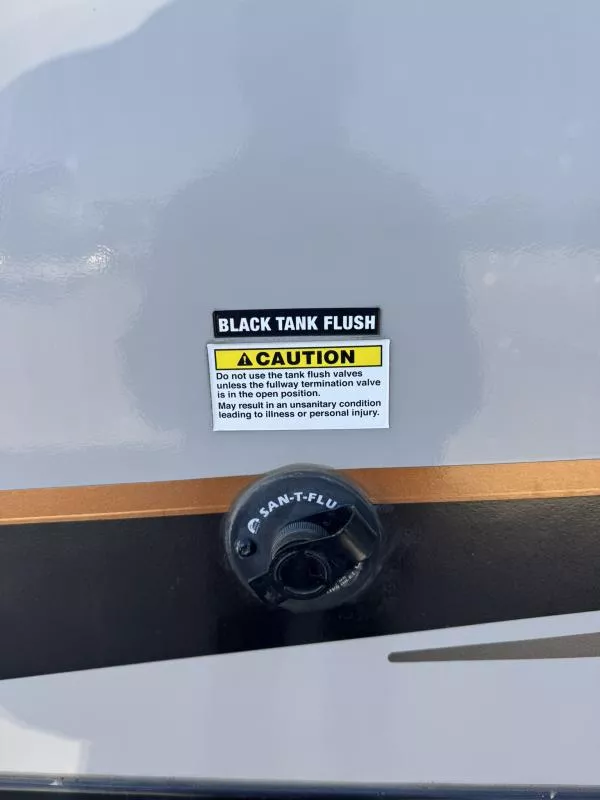 BLACK TANK FLUSH
CAUTION
Do not use the tank flush valves
unless the fullway termination valve
is in the open position.
May result in an unsanitary condition
leading to illness or personal injury.
SAN-T-FLU